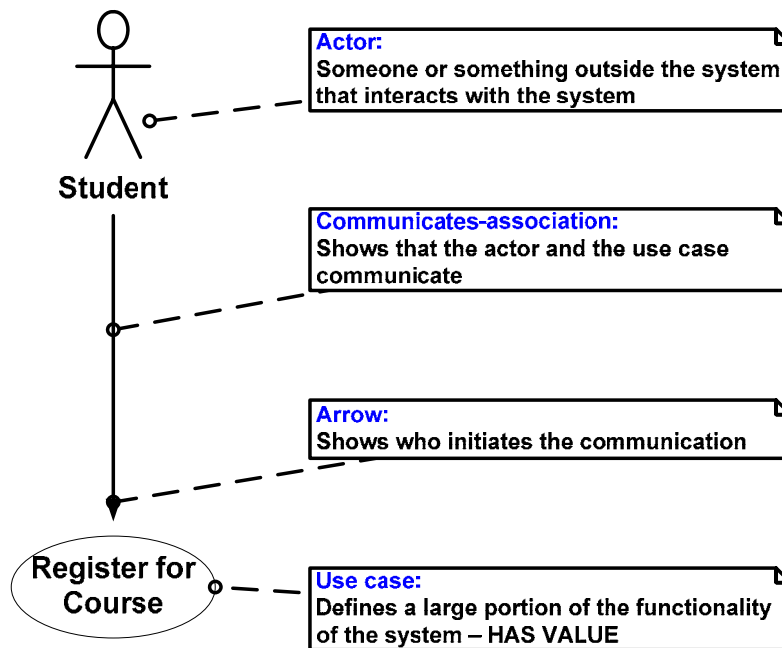 Actor:
Someone or something outside the system
that interacts with the system
Student
Communicates-association:
Shows that the actor and the use case
communicate
Arrow:
Shows who initiates the communication
Register for
Course
Use case:
Defines a large portion of the functionality
of the system – HAS VALUE